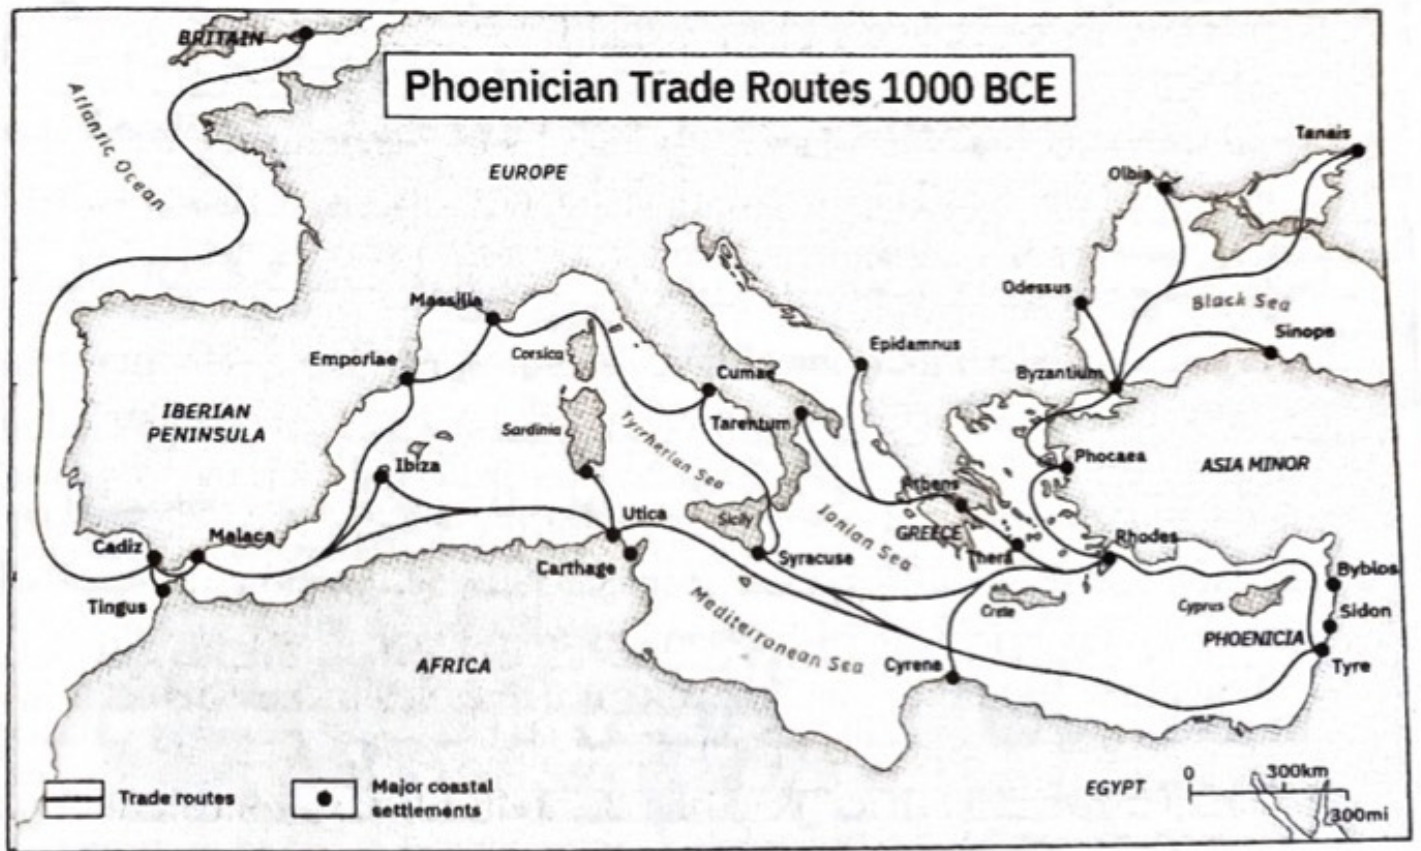 BRITAIN
Phoenician Trade Routes 1000 BCE
Atlantic Ocean
EUROPE
Tanais
Olbia
Massilia
Odessus
Black Sea
Sinope
Corsica
Epidamnus
Emporiae
Cumae
Byzantium
IBERIAN
PENINSULA
Sardinia
Tarentum
Tyrrherian Sea
Ibiza
Phocaea
ASIA MINOR
Athens
Utica
Sicily
Ionian Sea
GREECE
Malaca
Cadiz
Carthage
Syracuse
Thera
Rhodes
Byblos
Tingus
Crete
Cyprus
Sidon
Mediterranean Sea
PHOENICIA
AFRICA
Cyrene
Tyre
Trade routes
Major coastal
settlements
EGYPT
0
300km
300mi